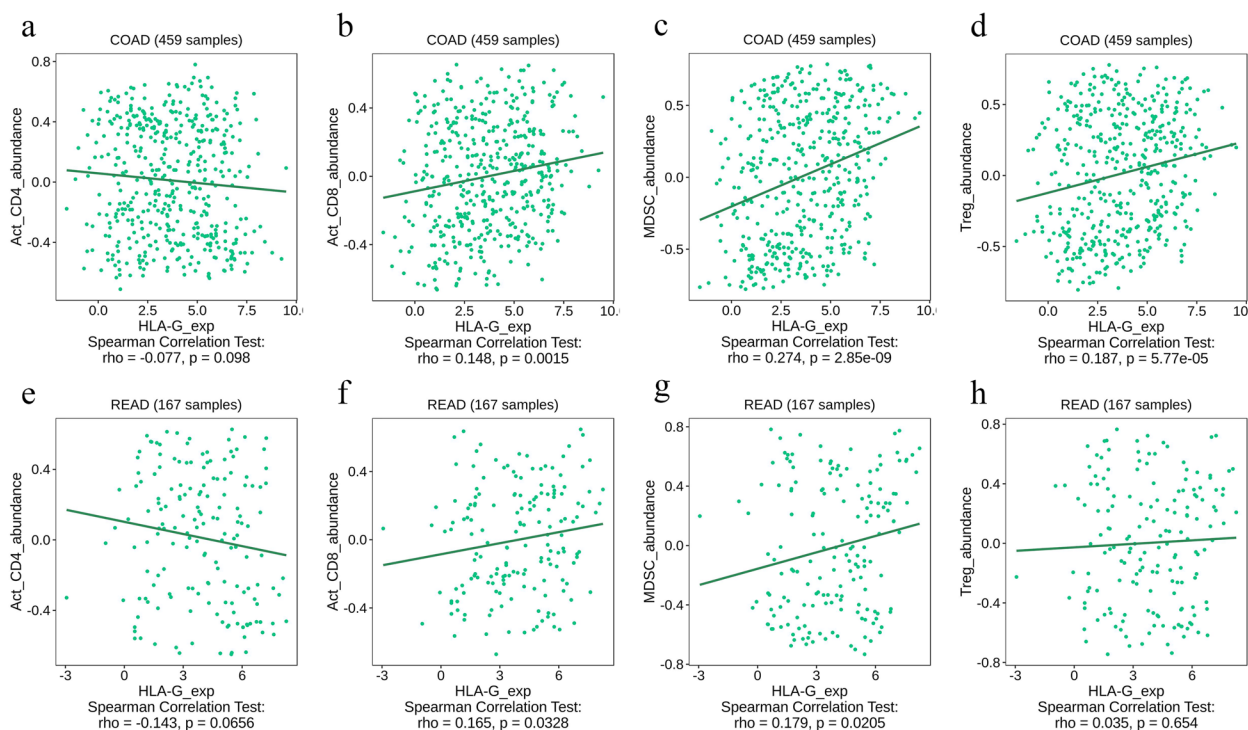 a
COAD (459 samples)
Act_CD4_abundance
0.8
0.4
0.0
-0.4
0.0
2.5
5.0
7.5
10.0
HLA-G_exp
Spearman Correlation Test:
rho = -0.077, p = 0.098
b
COAD (459 samples)
Act_CD8_abundance
0.4
0.0
-0.4
0.0
2.5
5.0
7.5
10.0
HLA-G_exp
Spearman Correlation Test:
rho = 0.148, p = 0.0015
c
COAD (459 samples)
MDSC_abundance
0.5
0.0
-0.5
0.0
2.5
5.0
7.5
10.0
HLA-G_exp
Spearman Correlation Test:
rho = 0.274, p = 2.85e-09
d
COAD (459 samples)
Treg_abundance
0.5
0.0
-0.5
0.0
2.5
5.0
7.5
10
HLA-G_exp
Spearman Correlation Test:
rho = 0.187, p = 5.77e-05
e
READ (167 samples)
Act_CD4_abundance
0.4
0.0
-0.4
-3
0
3
6
HLA-G_exp
Spearman Correlation Test:
rho = -0.143, p = 0.0656
f
READ (167 samples)
Act_CD8_abundance
0.4
0.0
-0.4
-3
0
3
6
HLA-G_exp
Spearman Correlation Test:
rho = 0.165, p = 0.0328
g
READ (167 samples)
MDSC_abundance
0.8
0.4
0.0
-0.4
-0.8
-3
0
3
6
HLA-G_exp
Spearman Correlation Test:
rho = 0.179, p = 0.0205
h
READ (167 samples)
Treg_abundance
0.8
0.4
0.0
-0.4
-0.8
-3
0
3
6
HLA-G_exp
Spearman Correlation Test:
rho = 0.035, p = 0.654